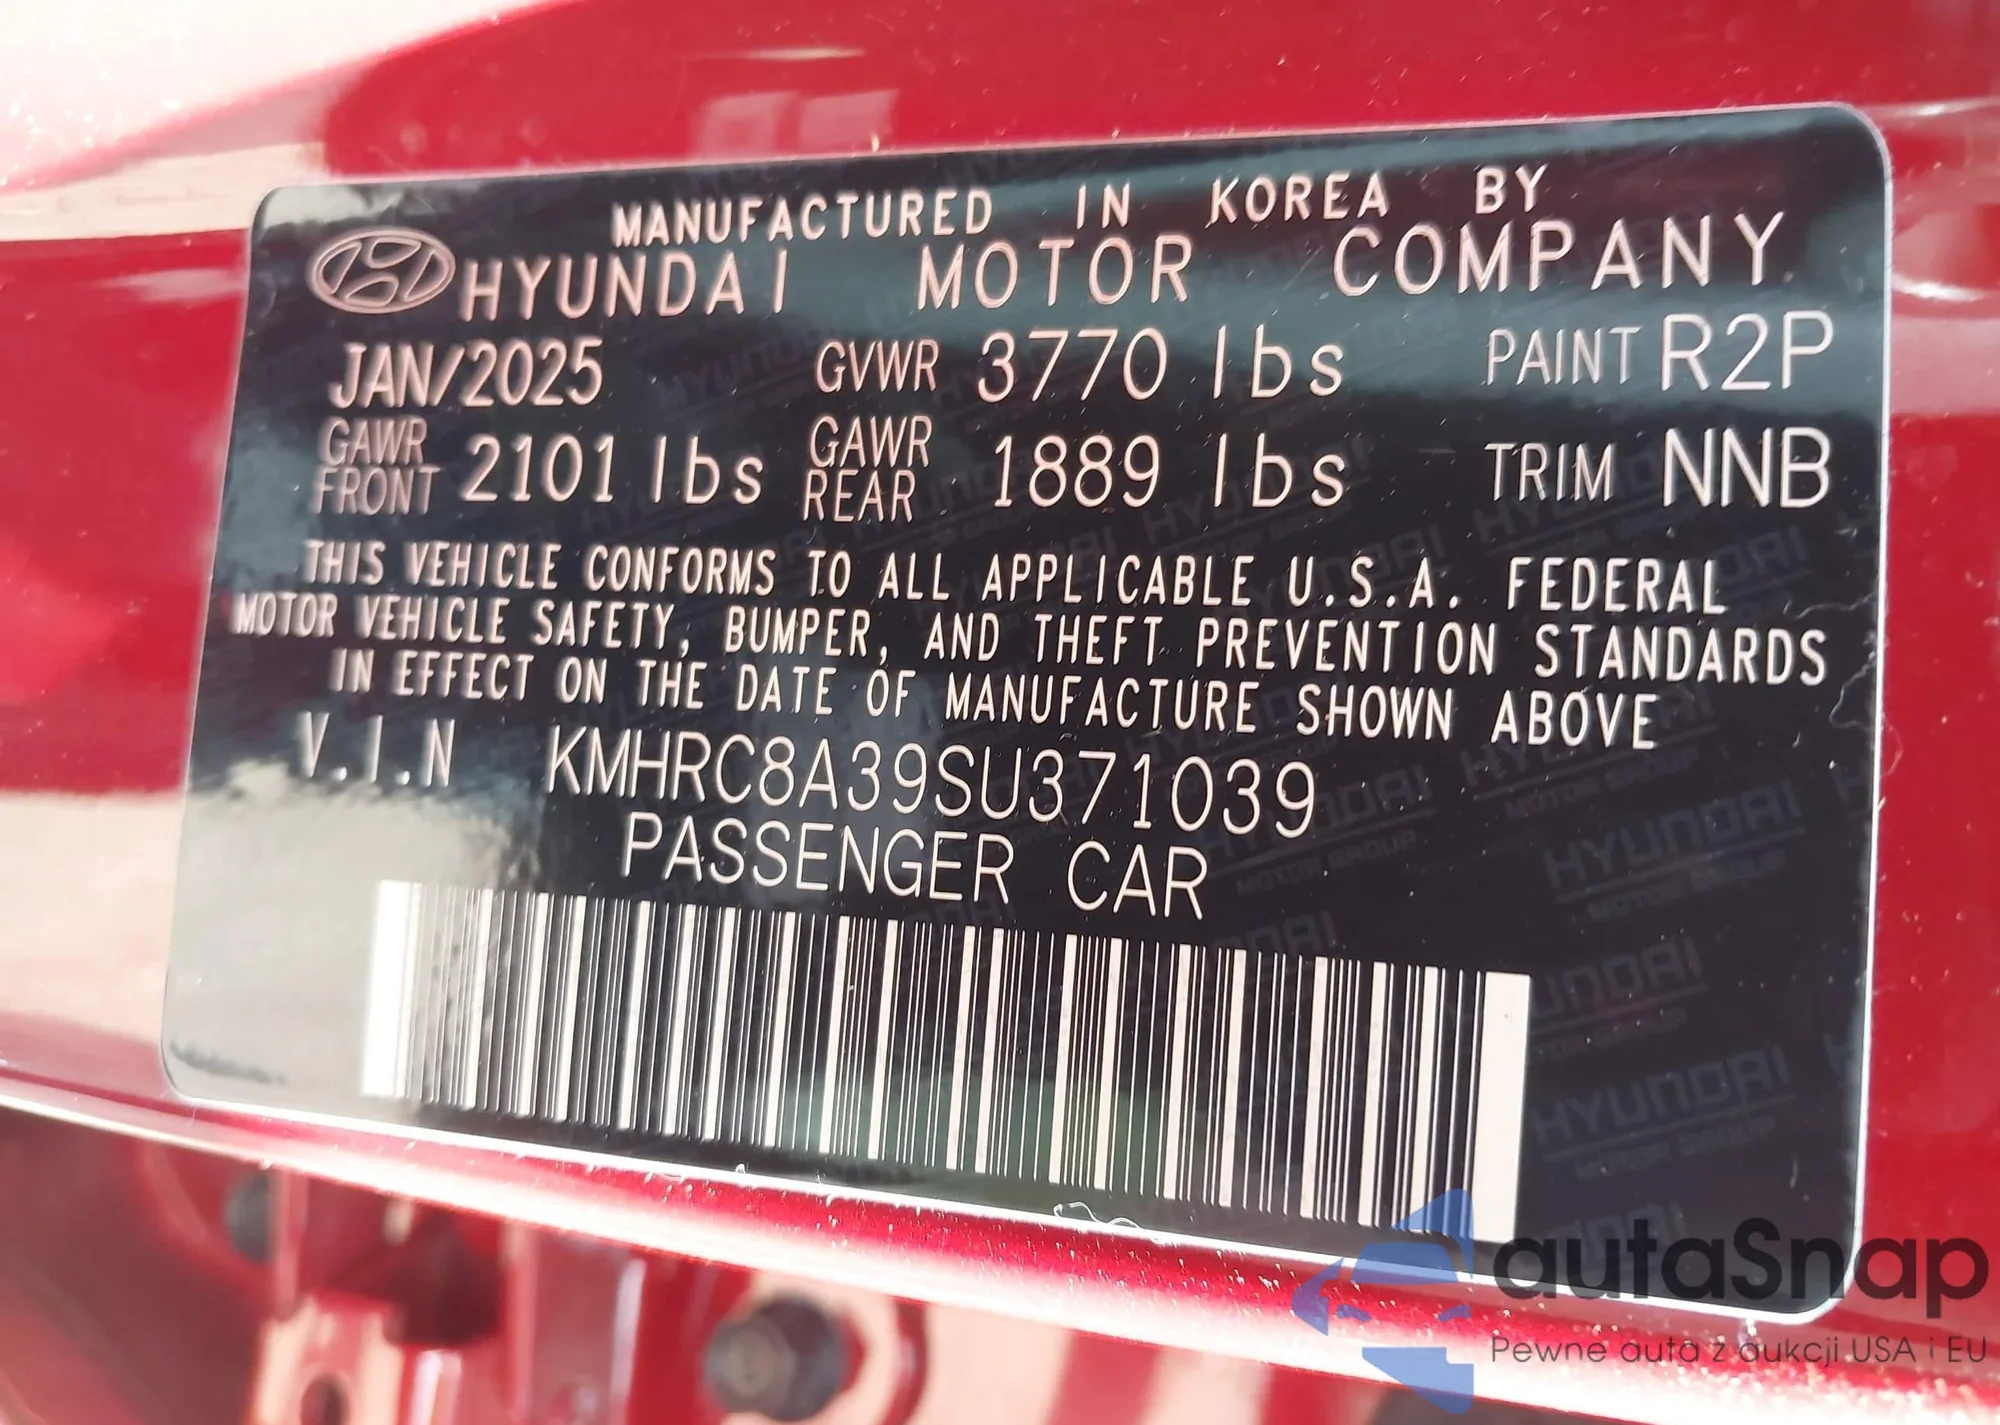 MANUFACTURED IN KOREA BY
HYUNDAI MOTOR COMPANY
JAN/2025 GVWR 3770 lbs PAINT R2P
GAWR FRONT 2101 lbs GAWR REAR 1889 lbs TRIM NNB
THIS VEHICLE CONFORMS TO ALL APPLICABLE U.S.A. FEDERAL
MOTOR VEHICLE SAFETY, BUMPER, AND THEFT PREVENTION STANDARDS
IN EFFECT ON THE DATE OF MANUFACTURE SHOWN ABOVE
V.I.N KMHRC8A39SU371039
PASSENGER CAR
HYUNDAI
MOTOR GROUP
autaSnap
Pewne auta z aukcji USA i EU